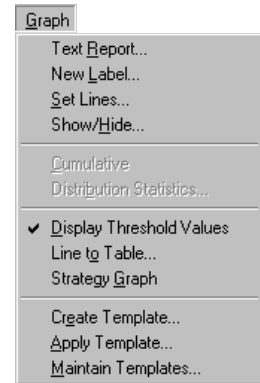 Graph
Text Report...
New Label...
Set Lines...
Show/Hide...
Cumulative
Distribution Statistics...
Display Threshold Values
Line to Table...
Strategy Graph
Create Template...
Apply Template...
Maintain Templates...